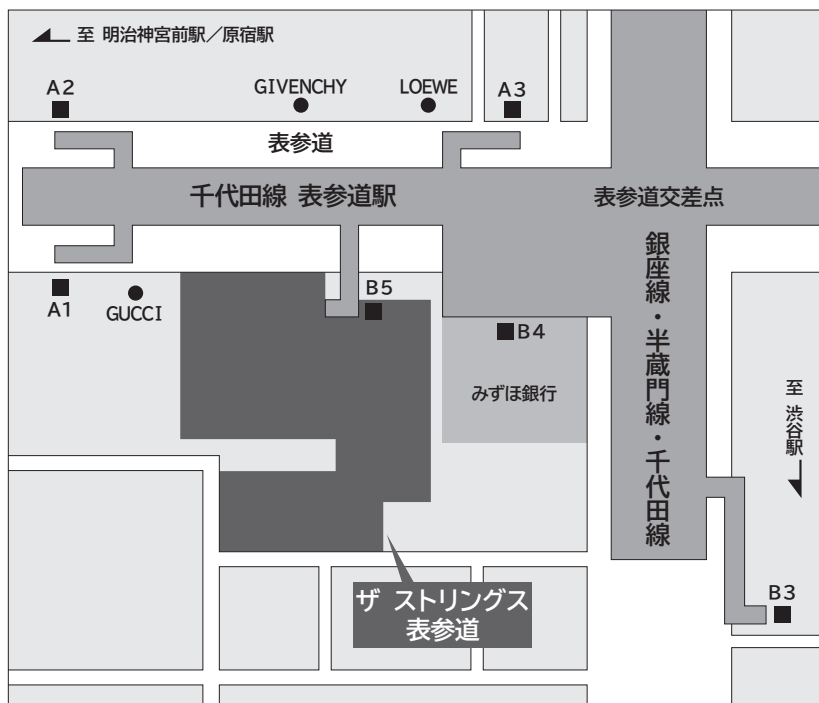 至 明治神宮前駅／原宿駅
A2
GIVENCHY
LOEWE
A3
表参道
千代田線 表参道駅
表参道交差点
A1
GUCCI
B5
B4
みずほ銀行
銀座線・半蔵門線・千代田線
至 渋谷駅
B3
ザ ストリングス
表参道